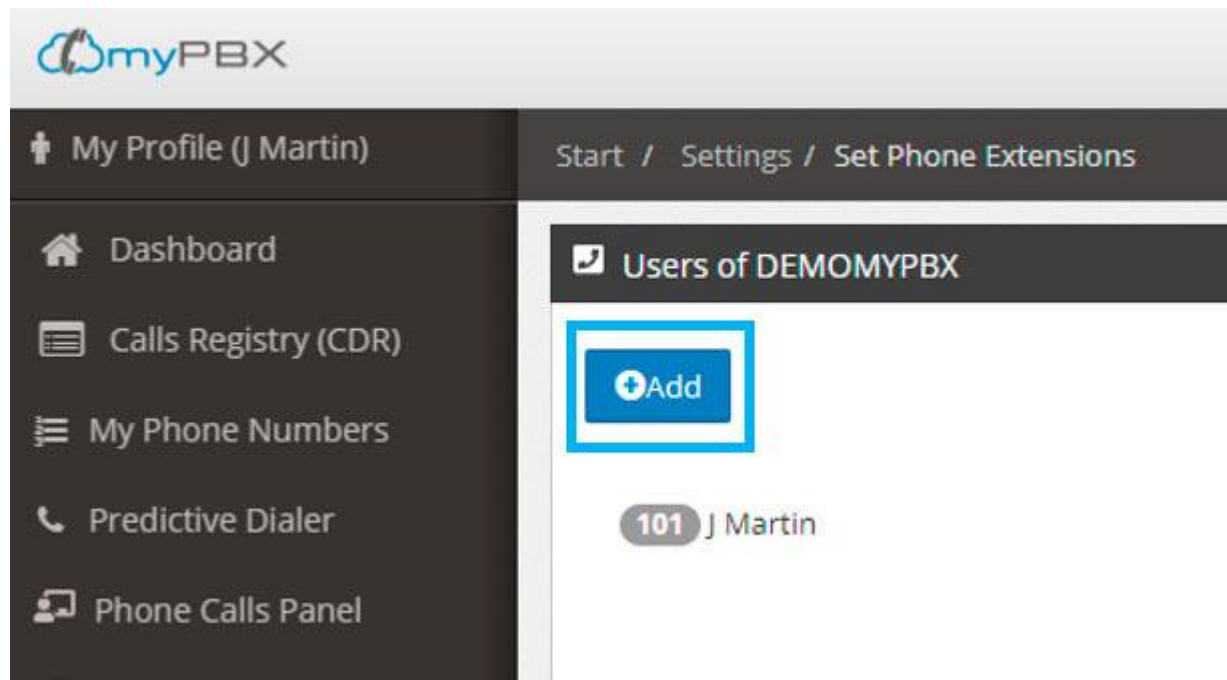 myPBX
My Profile (J Martin)
Start / Settings / Set Phone Extensions
Dashboard
Calls Registry (CDR)
My Phone Numbers
Predictive Dialer
Phone Calls Panel
Users of DEMOMYPBX
Add
101 J Martin